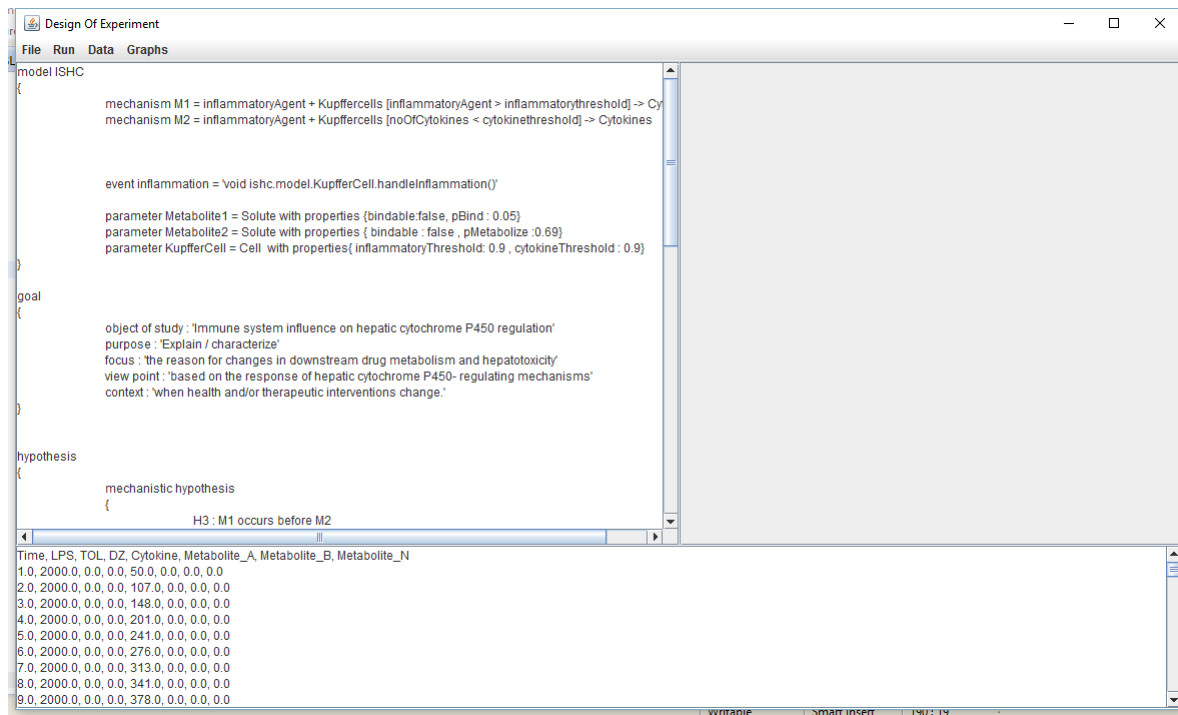 Design Of Experiment
File Run Data Graphs
model ISHC
{
mechanism M1 = inflammatoryAgent + Kupffercells [inflammatoryAgent > inflammatorythreshold] -> Cy
mechanism M2 = inflammatoryAgent + Kupffercells [noOfCytokines < cytokinethreshold] -> Cytokines
event inflammation = 'void ishc.model.KupfferCell.handleInflammation()'
parameter Metabolite1 = Solute with properties {bindable:false, pBind : 0.05}
parameter Metabolite2 = Solute with properties { bindable : false , pMetabolize :0.69}
parameter KupfferCell = Cell with properties{ inflammatoryThreshold: 0.9 , cytokineThreshold : 0.9}
}
goal
{
object of study : 'Immune system influence on hepatic cytochrome P450 regulation'
purpose : 'Explain / characterize'
focus : 'the reason for changes in downstream drug metabolism and hepatotoxicity'
view point : 'based on the response of hepatic cytochrome P450- regulating mechanisms'
context : 'when health and/or therapeutic interventions change.'
}
hypothesis
{
mechanistic hypothesis
{
H3 : M1 occurs before M2
Time, LPS, TOL, DZ, Cytokine, Metabolite_A, Metabolite_B, Metabolite_N
1.0, 2000.0, 0.0, 0.0, 50.0, 0.0, 0.0, 0.0
2.0, 2000.0, 0.0, 0.0, 107.0, 0.0, 0.0, 0.0
3.0, 2000.0, 0.0, 0.0, 148.0, 0.0, 0.0, 0.0
4.0, 2000.0, 0.0, 0.0, 201.0, 0.0, 0.0, 0.0
5.0, 2000.0, 0.0, 0.0, 241.0, 0.0, 0.0, 0.0
6.0, 2000.0, 0.0, 0.0, 276.0, 0.0, 0.0, 0.0
7.0, 2000.0, 0.0, 0.0, 313.0, 0.0, 0.0, 0.0
8.0, 2000.0, 0.0, 0.0, 341.0, 0.0, 0.0, 0.0
9.0, 2000.0, 0.0, 0.0, 378.0, 0.0, 0.0, 0.0
Writable Smart Insert 190 : 19